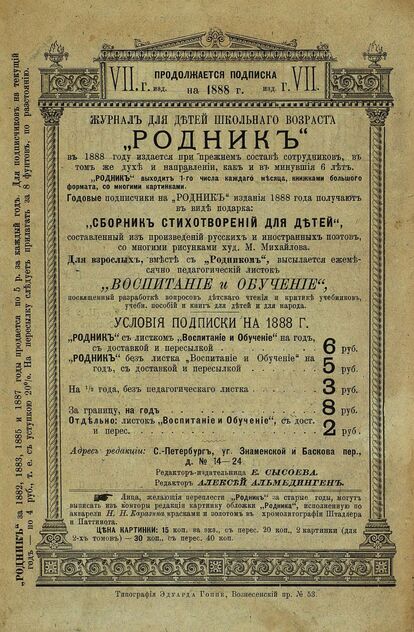 VII. Г. изд. ПРОДОЛЖАЕТСЯ ПОДПИСКА изд. Г. VII.
на 1888 г.
ЖУРНАЛЪ ДЛЯ ДѢТЕЙ ШКОЛЬНАГО ВОЗРАСТА
„РОДНИКЪ“
въ 1888 году издается при прежнемъ составѣ сотрудниковъ, въ
томъ же духѣ и направленіи, какъ и въ минувшія 6 лѣтъ.
„РОДНИКЪ“ выходитъ 1-го числа каждаго мѣсяца, книжками большого
формата, со многими картинками.
Годовые подписчики на „РОДНИКЪ“ изданія 1888 года получаютъ
въ видѣ подарка:
„СБОРНИКЪ СТИХОТВОРЕНІЙ ДЛЯ ДѢТЕЙ“,
составленный изъ произведеній русскихъ и иностранныхъ поэтовъ,
со многими рисунками худ. М. Михайлова.
Для взрослыхъ, вмѣстѣ съ „Родникомъ“, высылается ежемѣ-
сячно педагогическій листокъ
„ВОСПИТАНІЕ и ОБУЧЕНІЕ“,
посвященный разработкѣ вопросовъ дѣтскаго чтенія и критикѣ учебниковъ,
учебн. пособій и книгъ для дѣтей и для народа.
УСЛОВІЯ ПОДПИСКИ НА 1888 Г.
„РОДНИКЪ“ съ листкомъ „Воспитаніе и Обученіе“ на годъ,
съ доставкой и пересылкой . . . . 6 руб.
„РОДНИКЪ“ безъ листка „Воспитаніе и Обученіе“ на
годъ, съ доставкой и пересылкой . . . . 5 руб.
На ½ года, безъ педагогическаго листка . . . . 3 руб.
За границу, на годъ . . . . 8 руб.
Отдѣльно: листокъ „Воспитаніе и Обученіе“, съ дост.
и перес. . . . . 2 руб.
Адресъ редакціи: С.-Петербургъ, уг. Знаменской и Баскова пер.,
д. № 14—24.
Редакторъ-издательница Е. СЫСОЕВА.
Редакторъ АЛЕКСѢЙ АЛЬМЕДИНГЕНЪ.
Лица, желающія переплести „Родникъ“ за старые годы, могутъ
выписать изъ конторы редакціи картинку обложки „Родника“, исполненную по
акварели Н. Н. Каразина красками и золотомъ въ хромолитографіи Штадлера
и Паттинота.
ЦѢНА КАРТИНКИ: 15 коп. за экз., съ перес. 20 коп., 2 картинки (для
2-хъ томовъ) — 30 коп., съ перес. 40 коп.
Типографія Эдуарда Гоппе, Вознесенскій пр. № 53.
„РОДНИКЪ“ за 1882, 1883, 1885 и 1887 годы продается по 5 р. за каждый годъ. Для подписчиковъ на текущій
годъ — по 4 руб., т. е. съ уступкою 20%. На пересылку слѣдуетъ прилагать за 8 фунтовъ, по разстоянію.